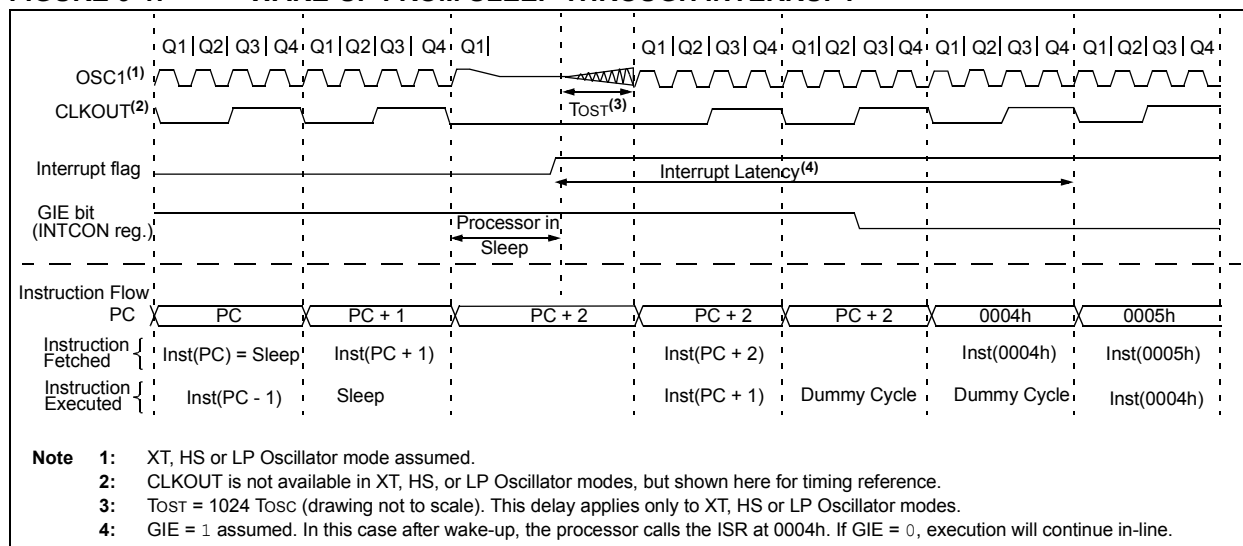 FIGURE WAKE-UP FROM SLEEP THROUGH INTERRUPT
Q1 Q2 Q3 Q4 Q1 Q2 Q3 Q4 Q1 Q1 Q2 Q3 Q4 Q1 Q2 Q3 Q4 Q1 Q2 Q3 Q4 Q1 Q2 Q3 Q4
OSC1(1)
CLKOUT(2)
TOST(3)
Interrupt flag
Interrupt Latency(4)
GIE bit
(INTCON reg.)
Processor in
Sleep
Instruction Flow
PC PC PC + 1 PC + 2 PC + 2 PC + 2 0004h 0005h
Instruction
Fetched
Inst(PC) = Sleep Inst(PC + 1) Inst(PC + 2) Inst(0004h) Inst(0005h)
Instruction
Executed
Inst(PC - 1) Sleep Inst(PC + 1) Dummy Cycle Dummy Cycle Inst(0004h)
Note 1: XT, HS or LP Oscillator mode assumed.
2: CLKOUT is not available in XT, HS, or LP Oscillator modes, but shown here for timing reference.
3: TOST = 1024 TOSC (drawing not to scale). This delay applies only to XT, HS or LP Oscillator modes.
4: GIE = 1 assumed. In this case after wake-up, the processor calls the ISR at 0004h. If GIE = 0, execution will continue in-line.